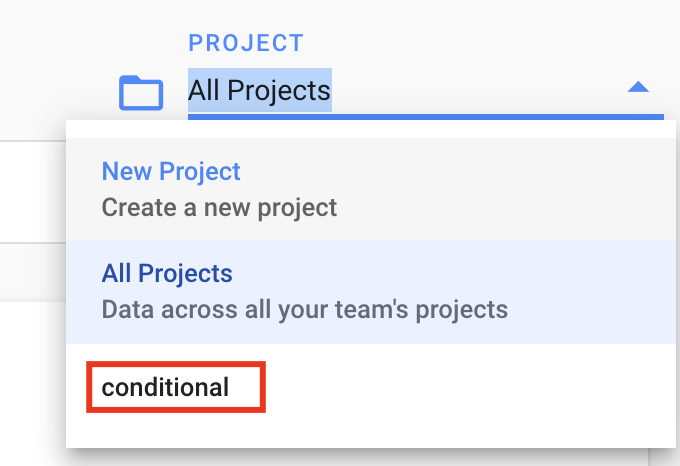 PROJECT
All Projects
New Project
Create a new project
All Projects
Data across all your team's projects
conditional